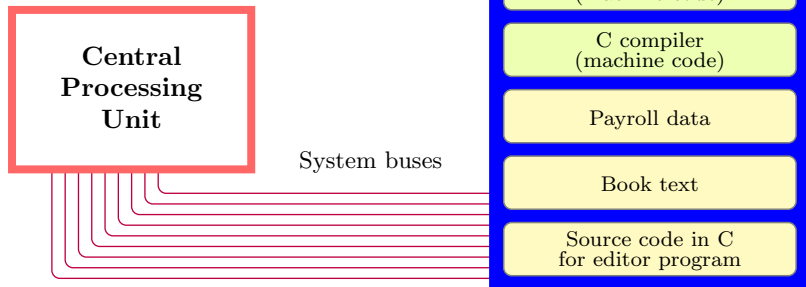 Central
Processing
Unit
System buses
C compiler
(machine code)
Payroll data
Book text
Source code in C
for editor program